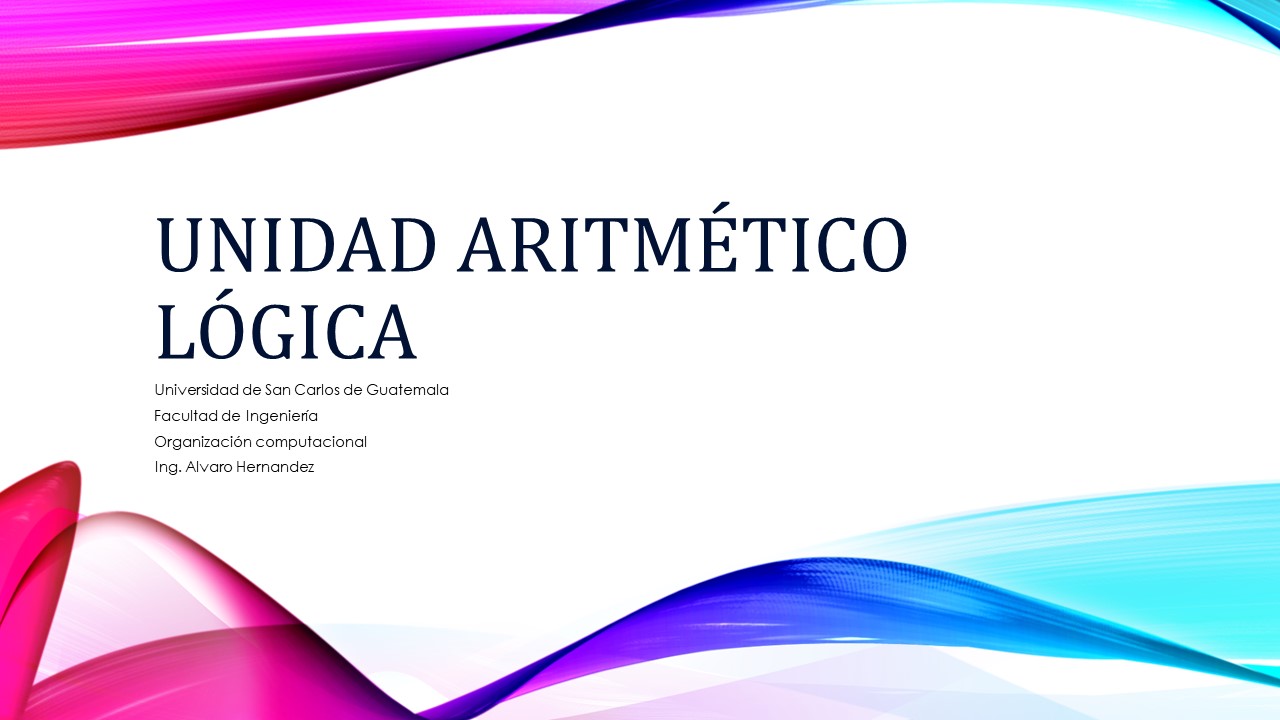 UNIDAD ARITMÉTICO
LÓGICA
Universidad de San Carlos de Guatemala
Facultad de Ingeniería
Organización computacional
Ing. Alvaro Hernandez